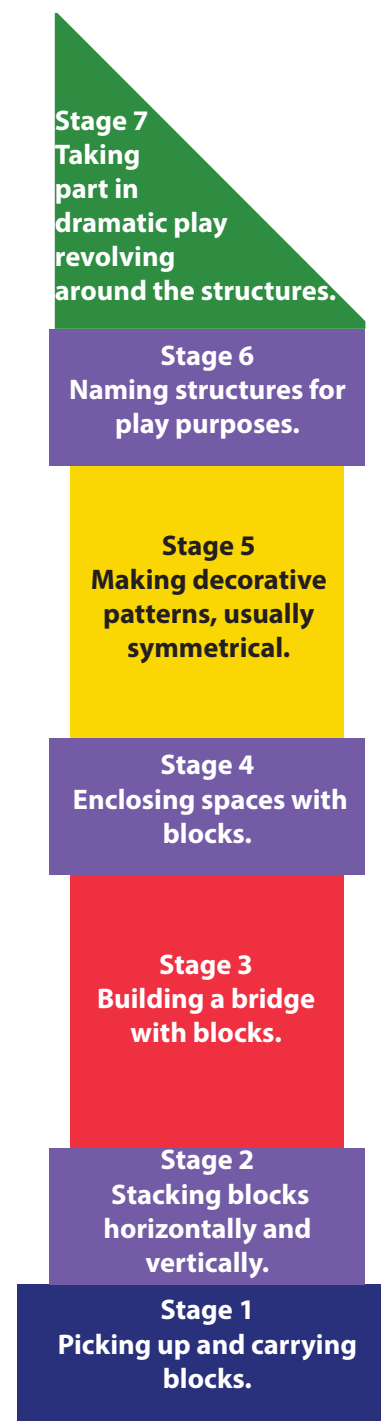 Stage 7
Taking
part in
dramatic play
revolving
around the structures.
Stage 6
Naming structures for
play purposes.
Stage 5
Making decorative
patterns, usually
symmetrical.
Stage 4
Enclosing spaces with
blocks.
Stage 3
Building a bridge
with blocks.
Stage 2
Stacking blocks
horizontally and
vertically.
Stage 1
Picking up and carrying
blocks.